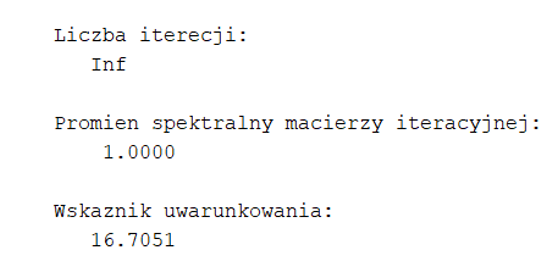 Liczba iterecji:
Inf
Promien spektralny macierzy iteracyjnej:
1.0000
Wskaznik uwarunkowania:
16.7051